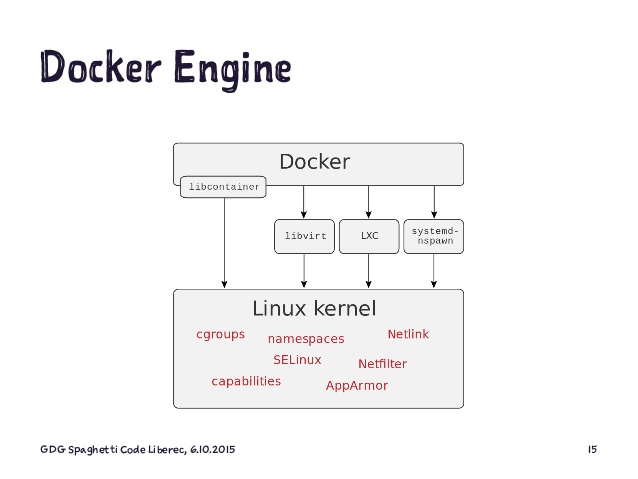 Docker Engine
Docker
libcontainer
libvirt
LXC
systemd-
nspawn
Linux kernel
cgroups
namespaces
Netlink
SELinux
Netfilter
capabilities
AppArmor
GDG Spaghetti Code Liberec, 6.10.2015
15